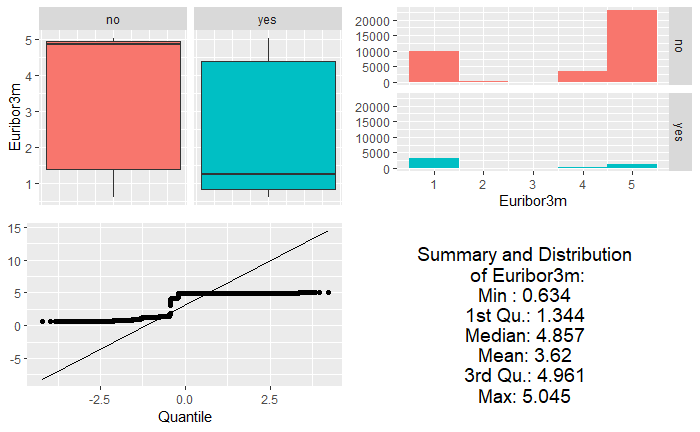 no
yes
Euribor3m
5
4
3
2
1
20000
15000
10000
5000
0
no
20000
15000
10000
5000
0
yes
1 2 3 4 5
Euribor3m
15
10
5
0
-5
-2.5 0.0 2.5
Quantile
Summary and Distribution
of Euribor3m:
Min : 0.634
1st Qu.: 1.344
Median: 4.857
Mean: 3.62
3rd Qu.: 4.961
Max: 5.045